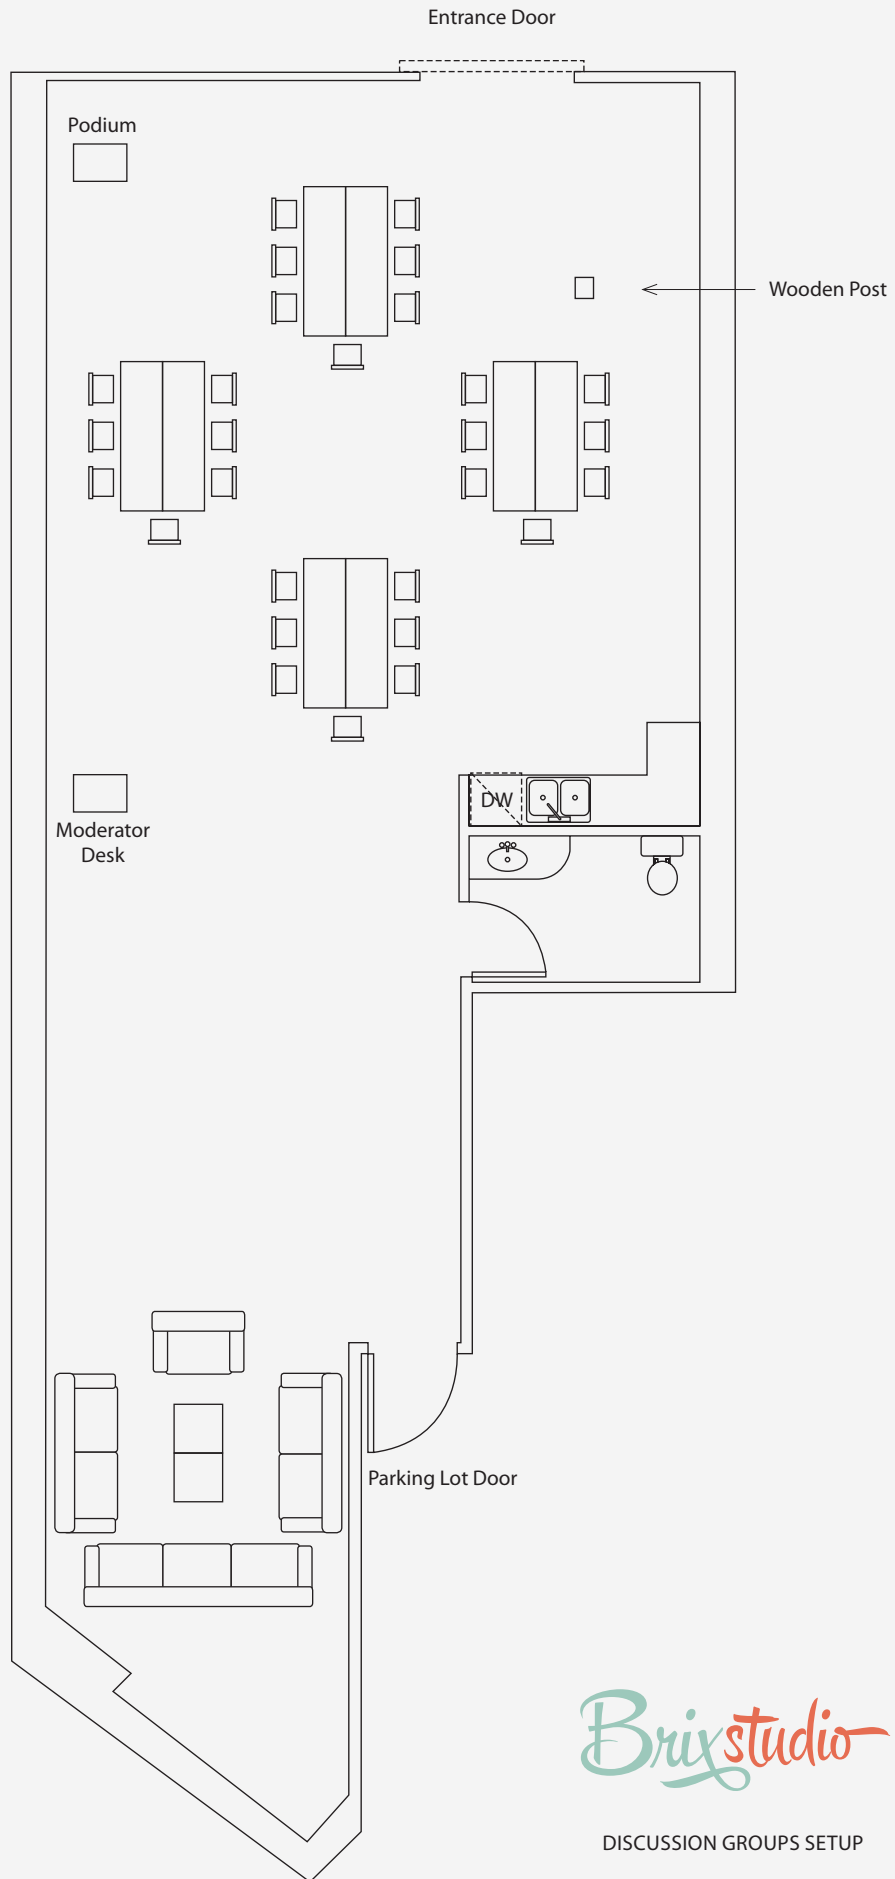 Entrance Door
Podium
Wooden Post
DW
Moderator
Desk
Parking Lot Door
Brixstudio
DISCUSSION GROUPS SETUP